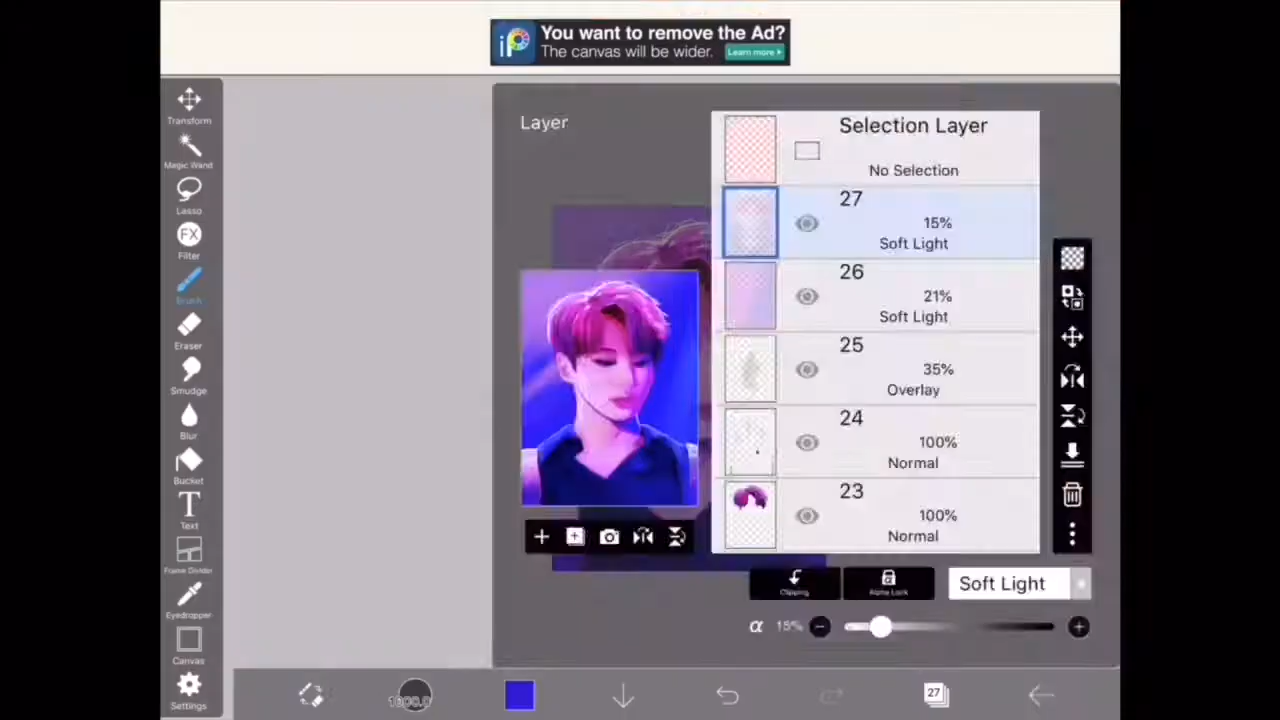 You want to remove the Ad?
The canvas will be wider.
Learn more
Layer
Transform
Magic Wand
Lasso
FX
Filter
Brush
Eraser
Smudge
Blur
Bucket
T
Text
Frame Divider
Eyedropper
Canvas
Settings
Selection Layer
No Selection
27
15%
Soft Light
26
21%
Soft Light
25
35%
Overlay
24
100%
Normal
23
100%
Normal
Clipping
Alpha Lock
Soft Light
α 15%
27